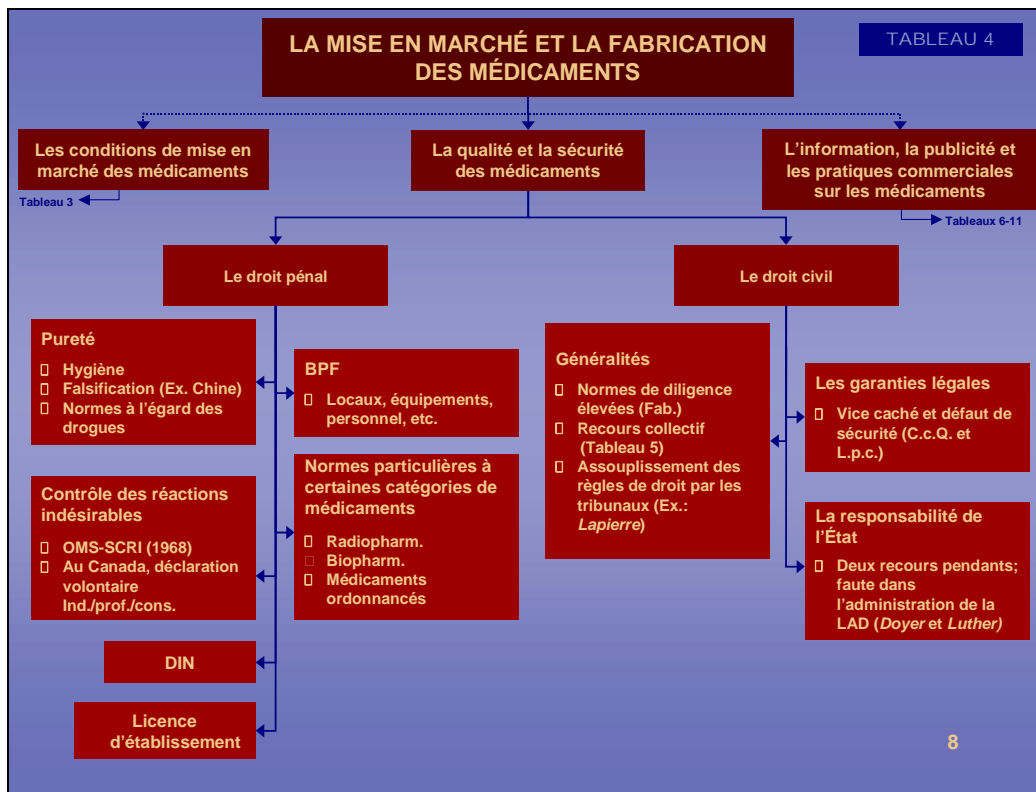 LA MISE EN MARCHÉ ET LA FABRICATION
DES MÉDICAMENTS
TABLEAU 4
Les conditions de mise en
marché des médicaments
Tableau 3
La qualité et la sécurité
des médicaments
L'information, la publicité et
les pratiques commerciales
sur les médicaments
Tableaux 6-11
Le droit pénal
Le droit civil
Pureté
Hygiène
Falsification (Ex. Chine)
Normes à l'égard des
drogues
BPF
Locaux, équipements,
personnel, etc.
Contrôle des réactions
indésirables
OMS-SCRI (1968)
Au Canada, déclaration
volontaire
Ind./prof./cons.
Normes particulières à
certaines catégories de
médicaments
Radiopharm.
Biopharm.
Médicaments
ordonnancés
DIN
Licence
d'établissement
Généralités
Normes de diligence
élevées (Fab.)
Recours collectif
(Tableau 5)
Assouplissement des
règles de droit par les
tribunaux (Ex.:
Lapierre)
Les garanties légales
Vice caché et défaut de
sécurité (C.c.Q. et
L.p.c.)
La responsabilité de
l'État
Deux recours pendants;
faute dans
l'administration de la
LAD (Doyer et Luther)
8